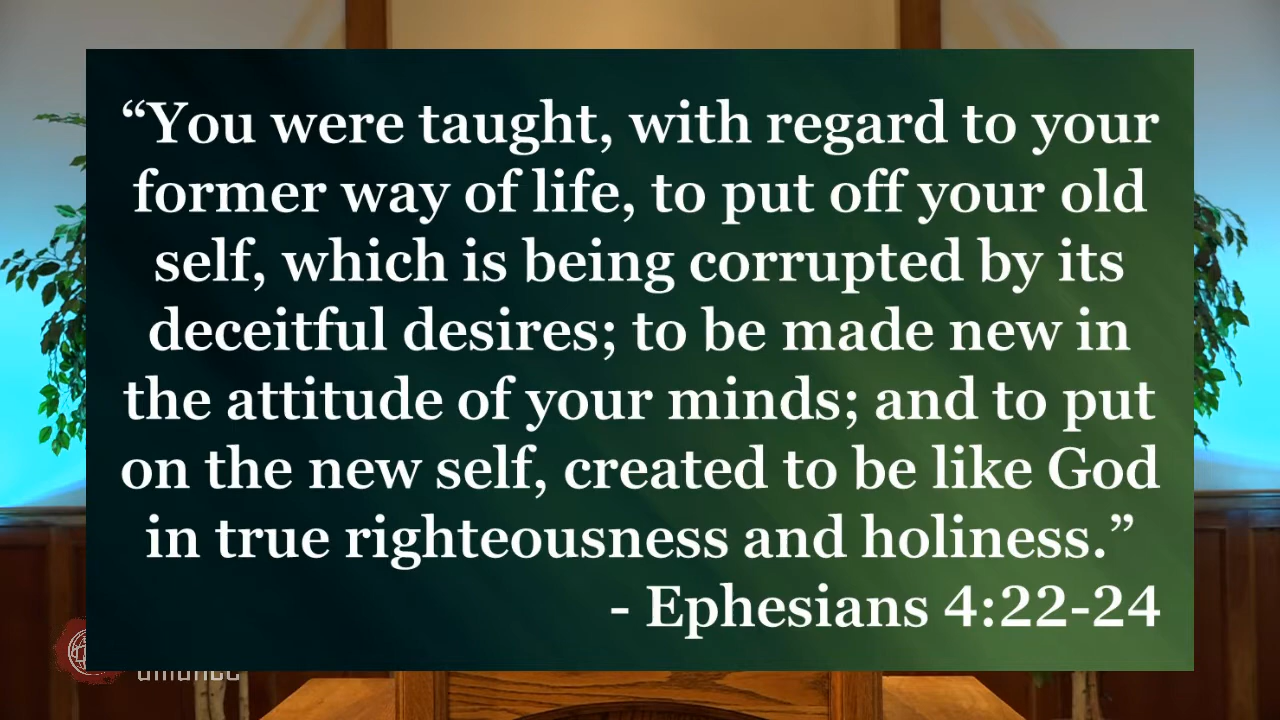 “You were taught, with regard to your
former way of life, to put off your old
self, which is being corrupted by its
deceitful desires; to be made new in
the attitude of your minds; and to put
on the new self, created to be like God
in true righteousness and holiness.”
- Ephesians 4:22-24